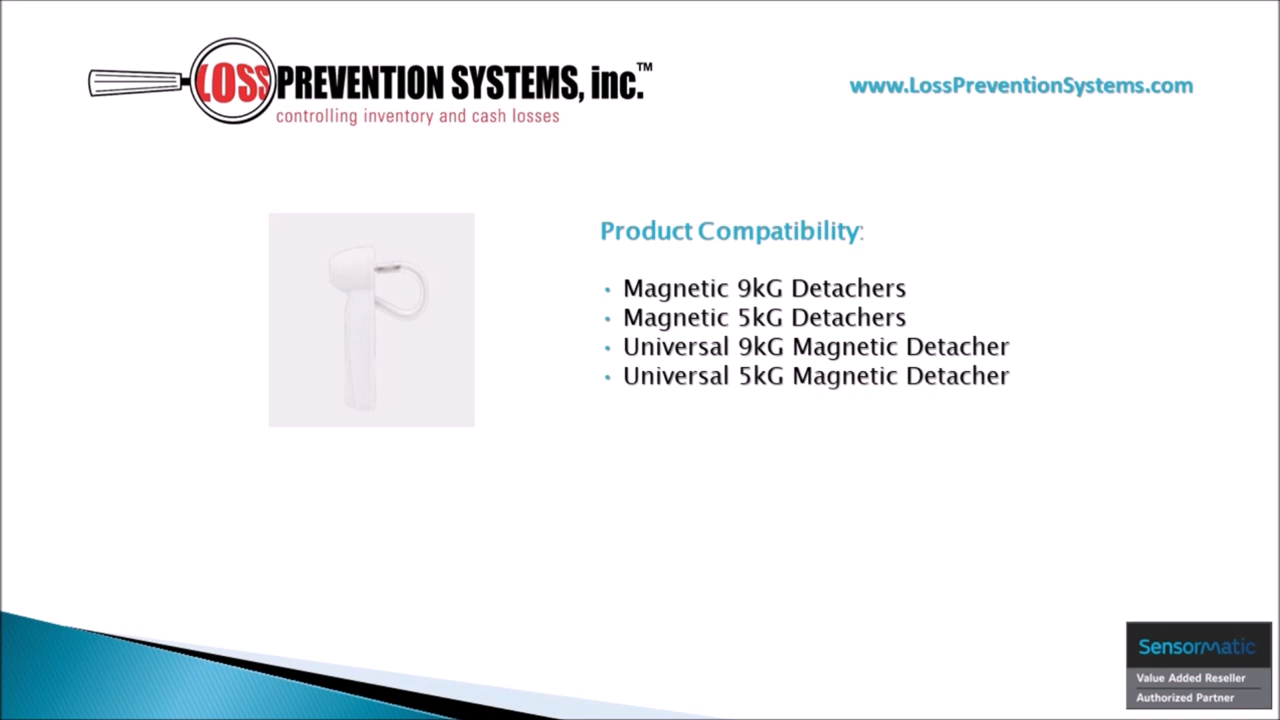 LOSS PREVENTION SYSTEMS, inc.™
controlling inventory and cash losses
www.LossPreventionSystems.com
Product Compatibility:
• Magnetic 9kG Detachers
• Magnetic 5kG Detachers
• Universal 9kG Magnetic Detacher
• Universal 5kG Magnetic Detacher
Sensormatic
Value Added Reseller
Authorized Partner